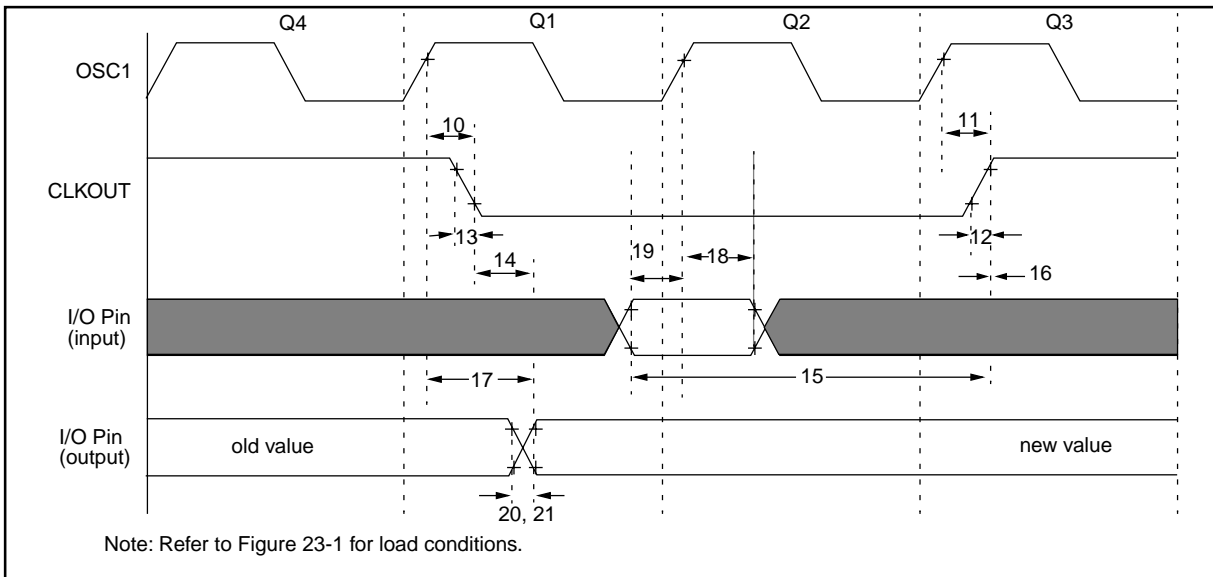 Q4 Q1 Q2 Q3
OSC1
10 11
CLKOUT
13 12
14 19 18 16
I/O Pin
(input)
17 15
I/O Pin
(output)
old value new value
20, 21
Note: Refer to Figure 23-1 for load conditions.